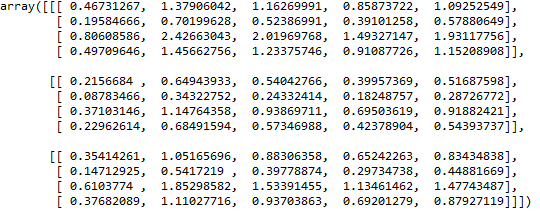 array([[[ 0.46731267, 1.37906042, 1.16269991, 0.85873722, 1.09252549],
[ 0.19584666, 0.70199628, 0.52386991, 0.39101258, 0.57880649],
[ 0.80608586, 2.42663043, 2.01969768, 1.49327147, 1.93117756],
[ 0.49709646, 1.45662756, 1.23375746, 0.91087726, 1.15208908]],
[[ 0.2156684 , 0.64943933, 0.54042766, 0.39957369, 0.51687598],
[ 0.08783466, 0.34322752, 0.24332414, 0.18248757, 0.28726772],
[ 0.37103146, 1.14764358, 0.93869711, 0.69503619, 0.91882421],
[ 0.22962614, 0.68491594, 0.57346988, 0.42378904, 0.54393737]],
[[ 0.35414261, 1.05165696, 0.88306358, 0.65242263, 0.83434838],
[ 0.14712925, 0.5417219 , 0.39778874, 0.29734738, 0.44881669],
[ 0.6103774 , 1.85298582, 1.53391455, 1.13461462, 1.47743487],
[ 0.37682089, 1.11027716, 0.93703863, 0.69201279, 0.87927119]]])